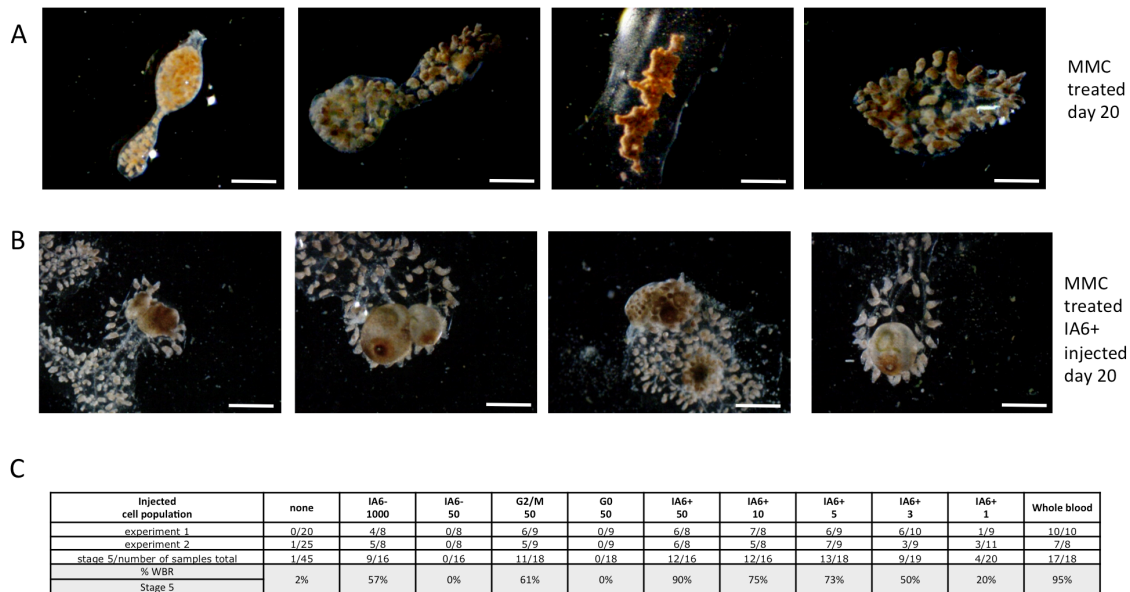 A
MMC
treated
day 20
B
MMC
treated
IA6+
injected
day 20
C
Injected cell population none IA6- 1000 IA6- 50 G2/M 50 G0 50 IA6+ 50 IA6+ 10 IA6+ 5 IA6+ 3 IA6+ 1 Whole blood
experiment 1 0/20 4/8 0/8 6/9 0/9 6/8 7/8 6/9 6/10 1/9 10/10
experiment 2 1/25 5/8 0/8 5/9 0/9 6/8 5/8 7/9 3/9 3/11 7/8
stage 5/number of samples total 1/45 9/16 0/16 11/18 0/18 12/16 12/16 13/18 9/19 4/20 17/18
% WBR
Stage 5 2% 57% 0% 61% 0% 90% 75% 73% 50% 20% 95%